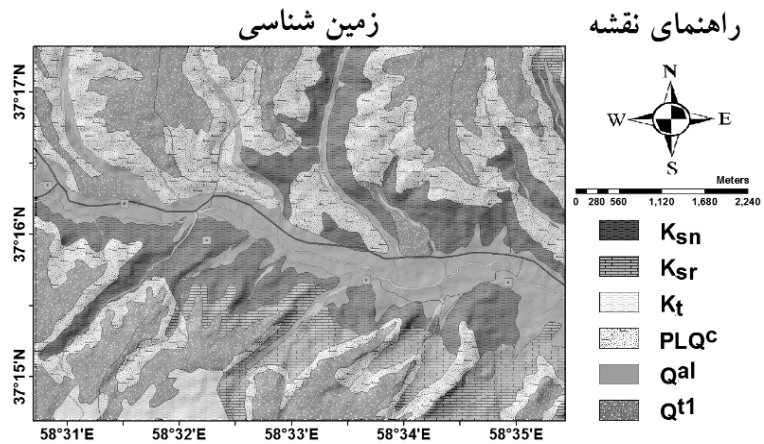 زمین شناسی
راهنمای نقشه
37°17'N
37°16'N
37°15'N
58°31'E 58°32'E 58°33'E 58°34'E 58°35'E
N
W E
S
Meters
0 280 560 1,120 1,680 2,240
Ksn
Ksr
Kt
PLQc
Qal
Qt1